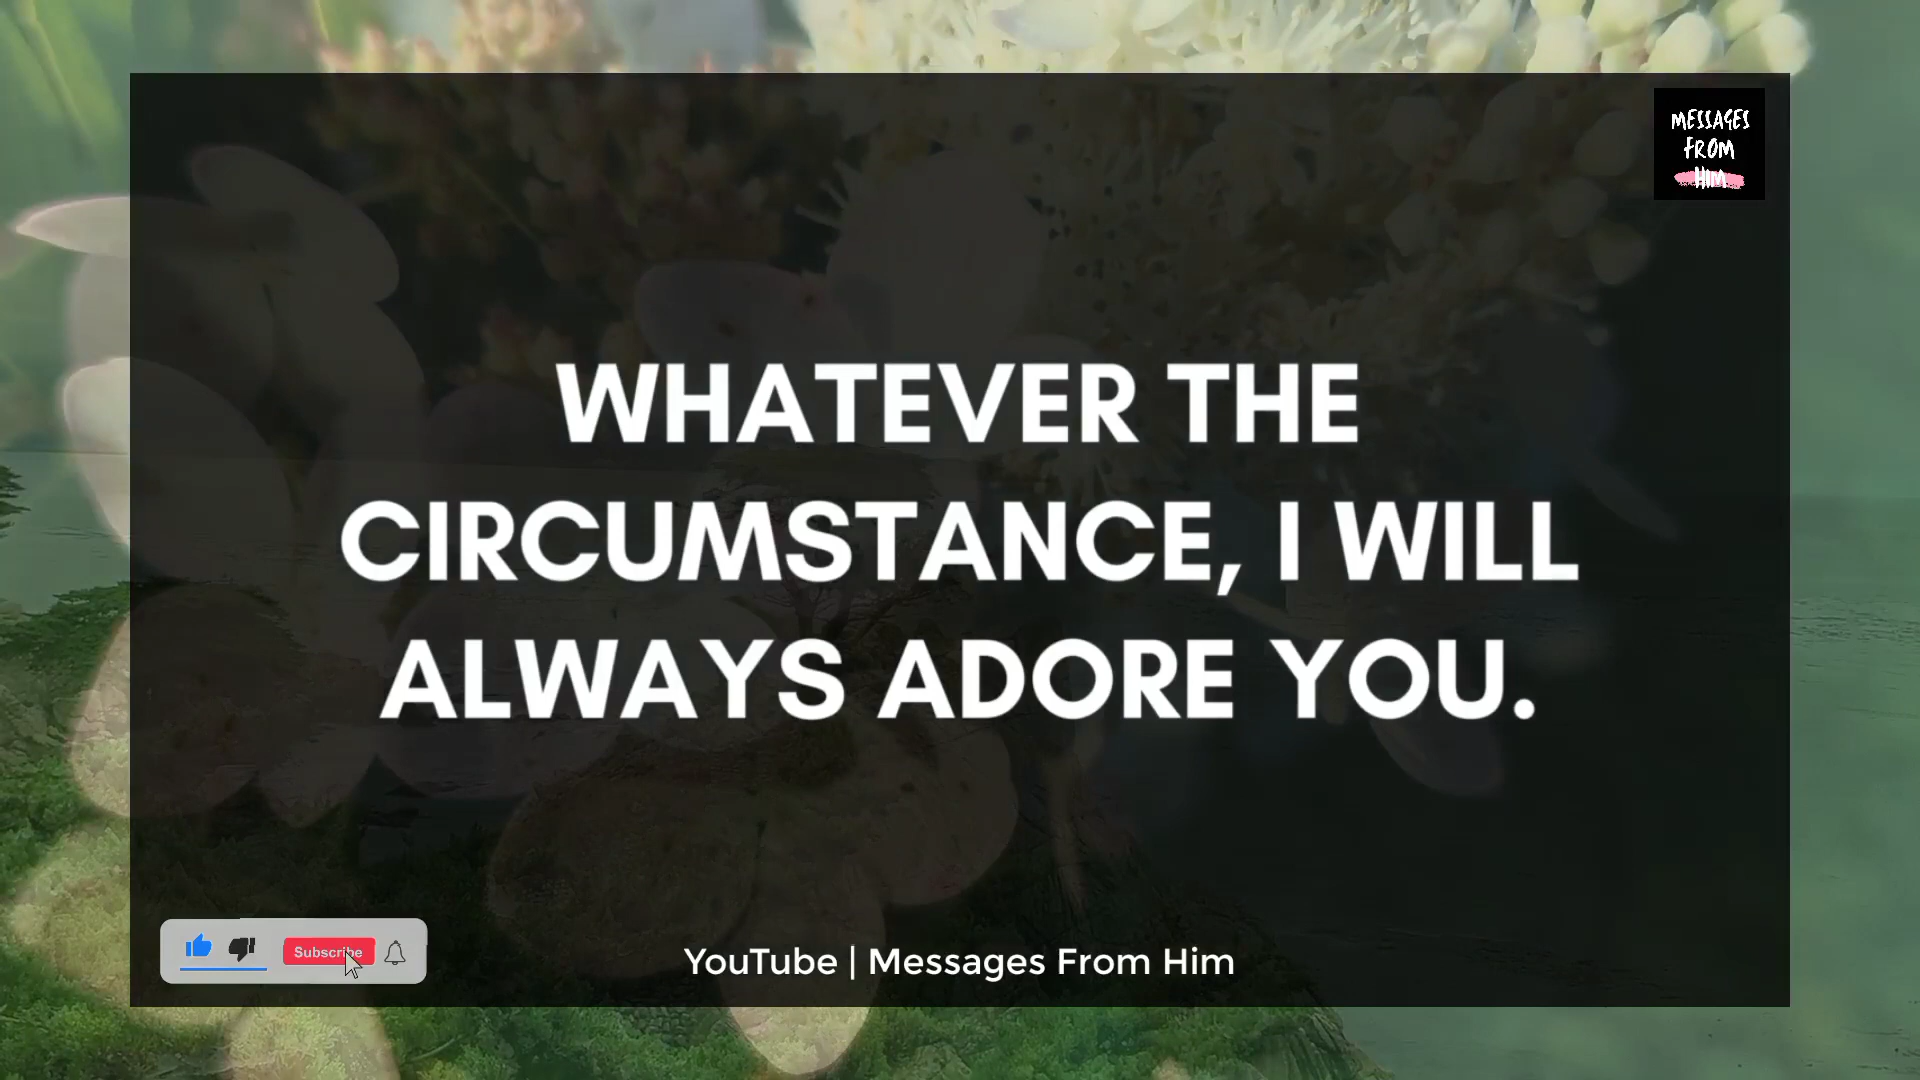 MESSAGES
FROM
HIM
WHATEVER THE
CIRCUMSTANCE, I WILL
ALWAYS ADORE YOU.
Subscribe
YouTube | Messages From Him